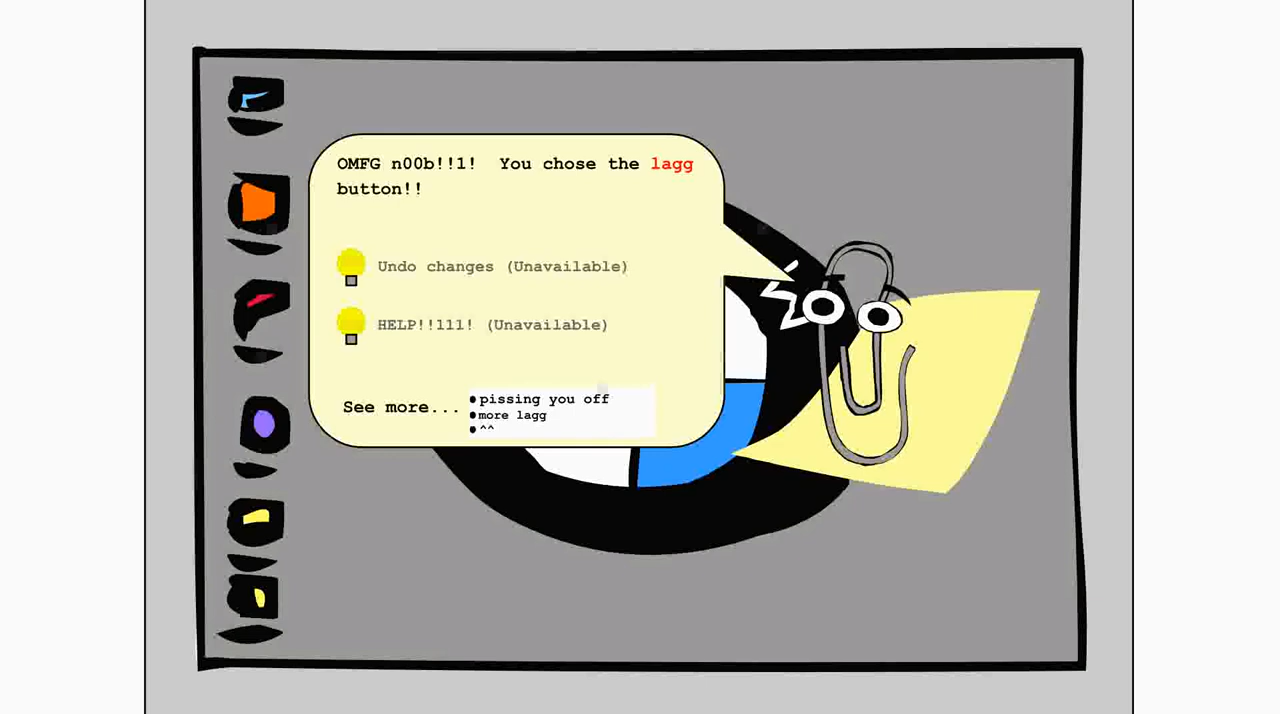 OMFG n00b!!1!  You chose the lagg
button!!
Undo changes (Unavailable)
HELP!!111! (Unavailable)
See more...
pissing you off
more lagg
^^